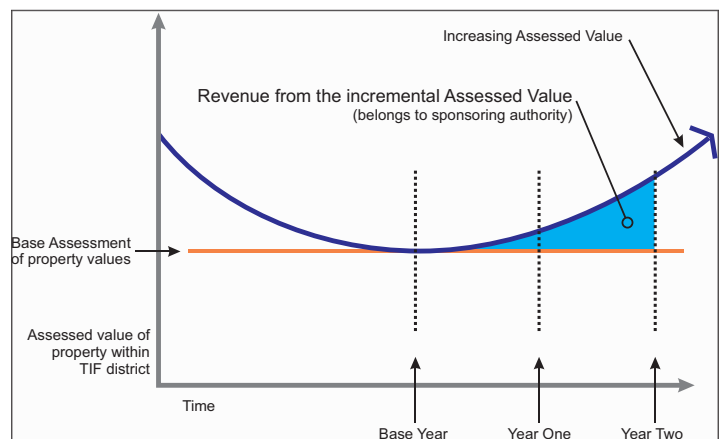 Increasing Assessed Value
Revenue from the incremental Assessed Value
(belongs to sponsoring authority)
Base Assessment
of property values
Assessed value of
property within
TIF district
Time
Base Year
Year One
Year Two